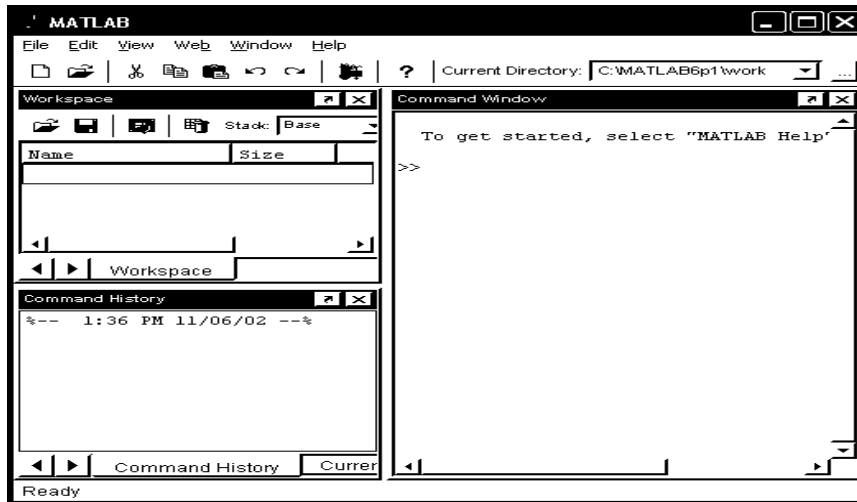 MATLAB
File Edit View Web Window Help
? Current Directory: C:\MATLAB6p1\work ...
Workspace
Stack: Base
Name Size
Workspace
Command History
%-- 1:36 PM 11/06/02 --%
Command History Currer
Command Window
To get started, select "MATLAB Help"
>>
Ready